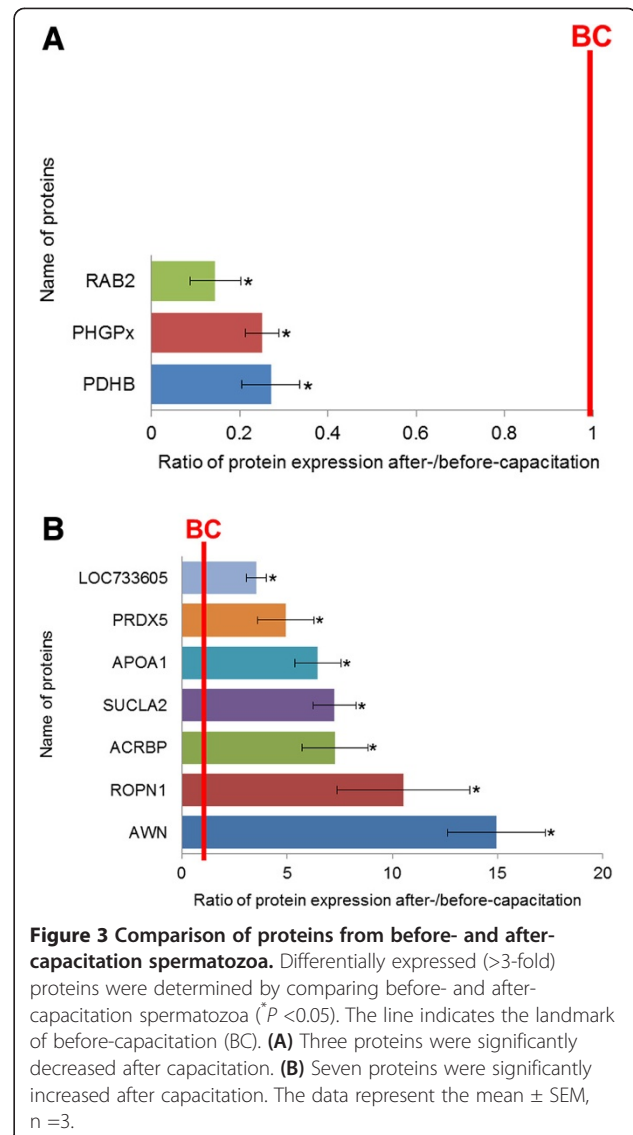 A
BC
Name of proteins
RAB2
PHGPx
PDHB
*
*
*
0 0.2 0.4 0.6 0.8 1
Ratio of protein expression after-/before-capacitation
B
BC
Name of proteins
LOC733605
PRDX5
APOA1
SUCLA2
ACRBP
ROPN1
AWN
*
*
*
*
*
*
*
0 5 10 15 20
Ratio of protein expression after-/before-capacitation
Figure 3 Comparison of proteins from before- and after-
capacitation spermatozoa. Differentially expressed (>3-fold)
proteins were determined by comparing before- and after-
capacitation spermatozoa (*P <0.05). The line indicates the landmark
of before-capacitation (BC). (A) Three proteins were significantly
decreased after capacitation. (B) Seven proteins were significantly
increased after capacitation. The data represent the mean ± SEM,
n =3.